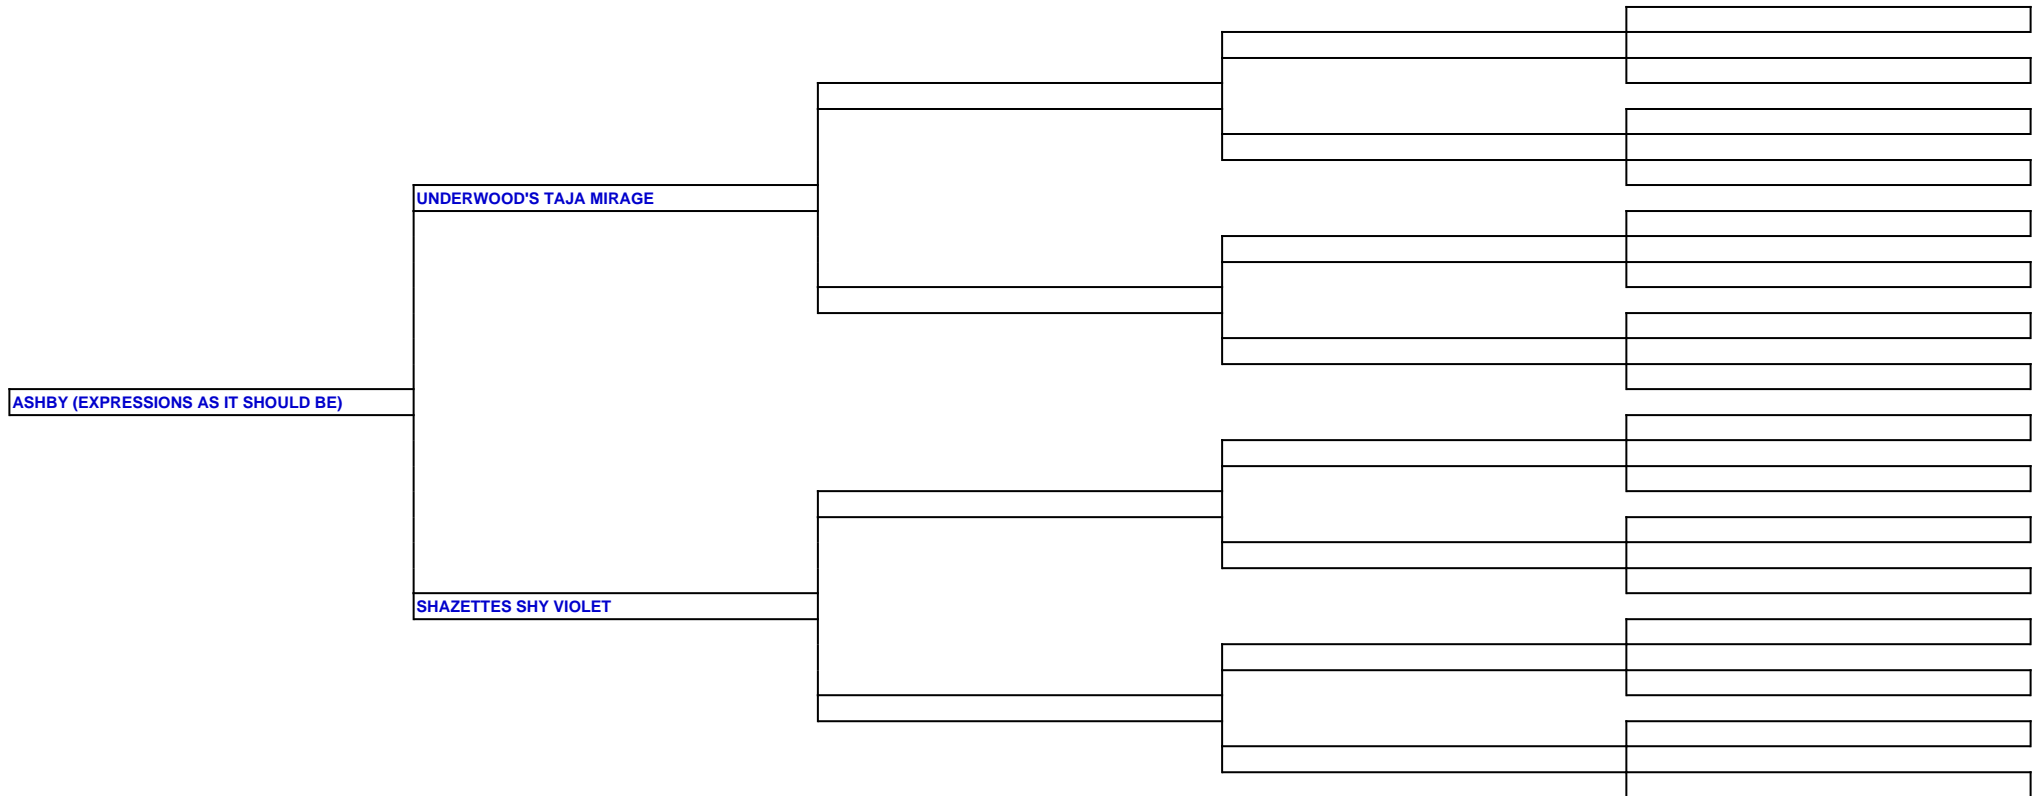 UNDERWOOD'S TAJA MIRAGE
ASHBY (EXPRESSIONS AS IT SHOULD BE)
SHAZETTES SHY VIOLET